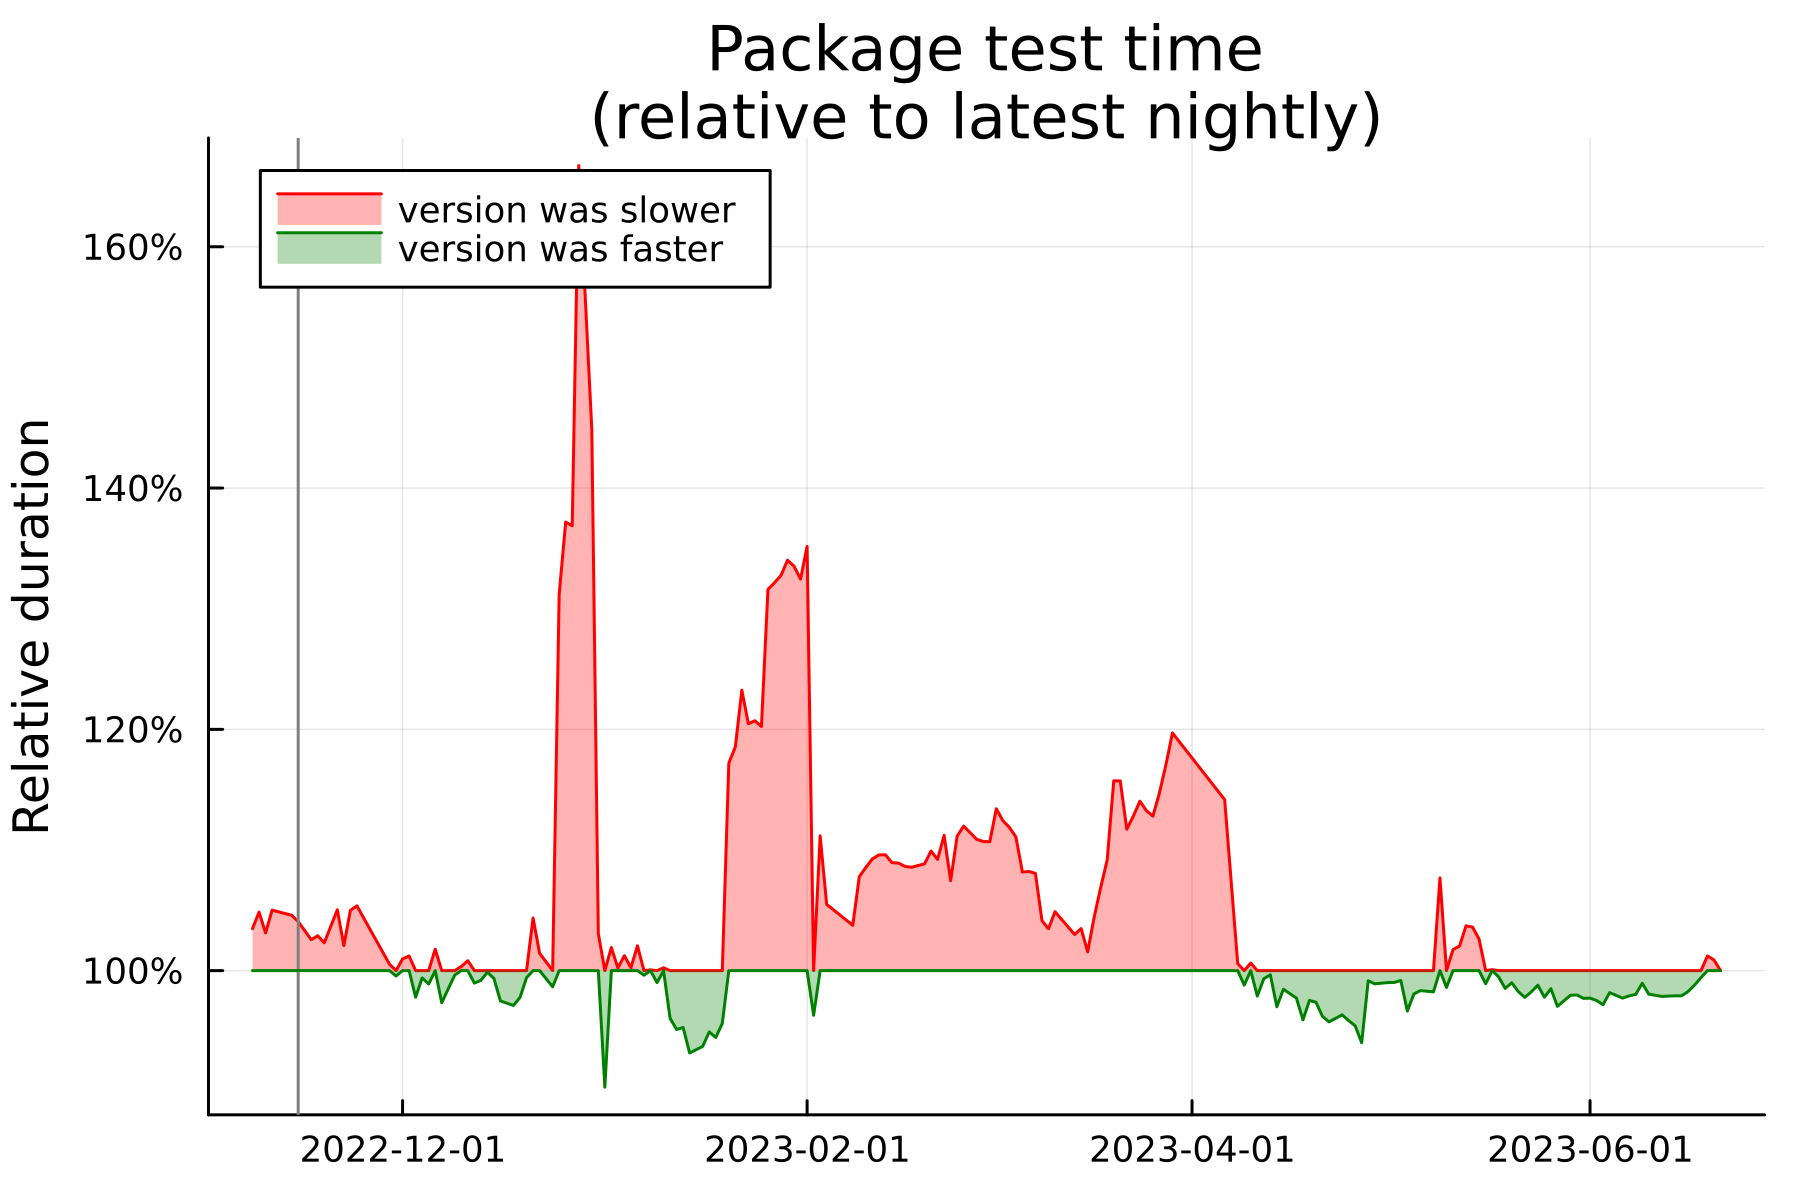 Package test time
(relative to latest nightly)
version was slower
version was faster
160%
140%
120%
100%
Relative duration
2022-12-01
2023-02-01
2023-04-01
2023-06-01